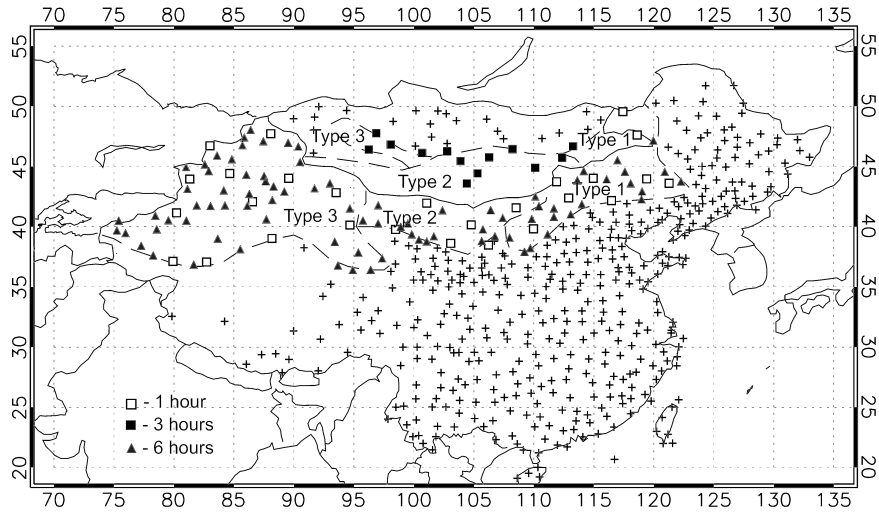 70 75 80 85 90 95 100 105 110 115 120 125 130 135
55 55
50 50
Type 3 Type 1
45 45
Type 2 Type 1
Type 3 Type 2
40 40
35 35
30 30
- 1 hour
25 - 3 hours 25
- 6 hours
20 20
70 75 80 85 90 95 100 105 110 115 120 125 130 135